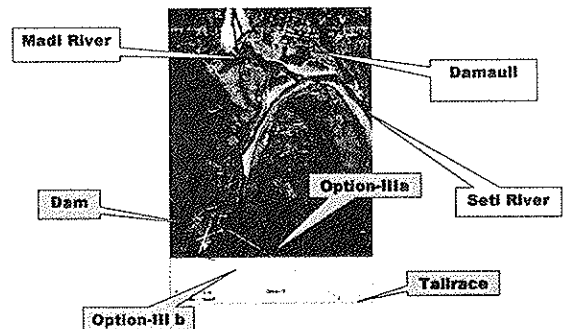 Madi River
Damauli
Option-IIIa
Seti River
Dam
Tailrace
Option-III b